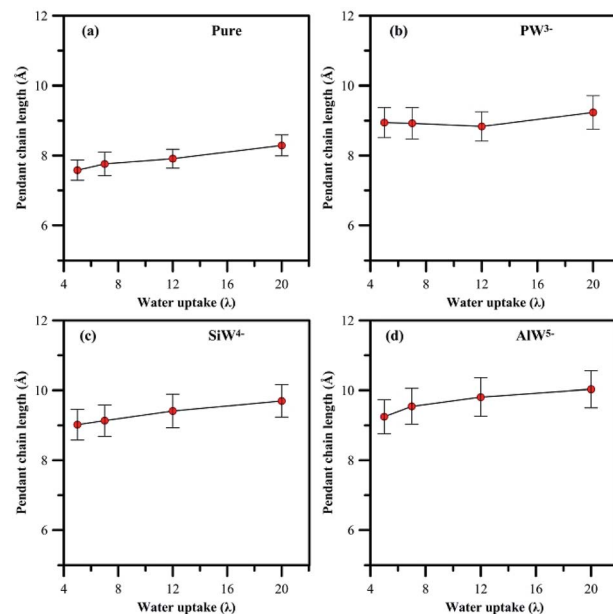 (a) Pure
Pendant chain length (Å)
12
10
8
6
4 8 12 16 20
Water uptake (λ)
(b) PW³⁻
Pendant chain length (Å)
12
10
8
6
4 8 12 16 20
Water uptake (λ)
(c) SiW⁴⁻
Pendant chain length (Å)
12
10
8
6
4 8 12 16 20
Water uptake (λ)
(d) AlW⁵⁻
Pendant chain length (Å)
12
10
8
6
4 8 12 16 20
Water uptake (λ)